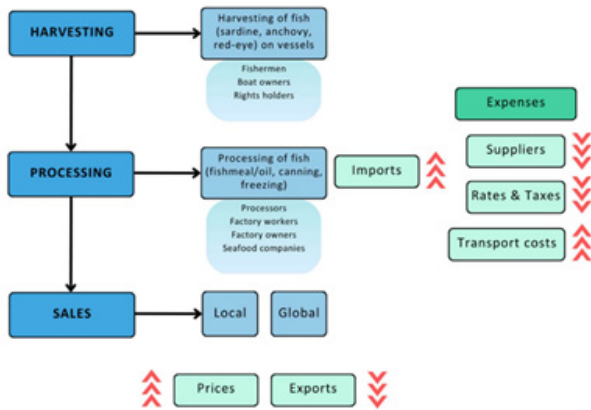 HARVESTING
Harvesting of fish
(sardine, anchovy,
red-eye) on vessels
Fishermen
Boat owners
Rights holders
Expenses
Suppliers
PROCESSING
Processing of fish
(fishmeal/oil, canning,
freezing)
Imports
Rates & Taxes
Processors
Factory workers
Factory owners
Seafood companies
Transport costs
SALES
Local
Global
Prices
Exports